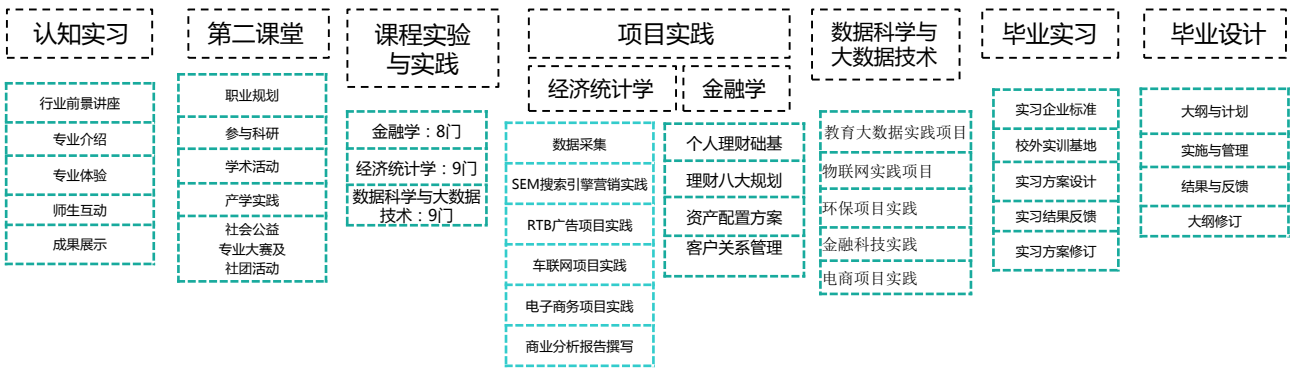 认知实习
行业前景讲座
专业介绍
专业体验
师生互动
成果展示
第二课堂
职业规划
参与科研
学术活动
产学实践
社会公益
专业大赛及
社团活动
课程实验
与实践
金融学：8门
经济统计学：9门
数据科学与大数据
技术：9门
项目实践
经济统计学
数据采集
SEM搜索引擎营销实践
RTB广告项目实践
车联网项目实践
电子商务项目实践
商业分析报告撰写
金融学
个人理财础基
理财八大规划
资产配置方案
客户关系管理
数据科学与
大数据技术
教育大数据实践项目
物联网实践项目
环保项目实践
金融科技实践
电商项目实践
毕业实习
实习企业标准
校外实训基地
实习方案设计
实习结果反馈
实习方案修订
毕业设计
大纲与计划
实施与管理
结果与反馈
大纲修订